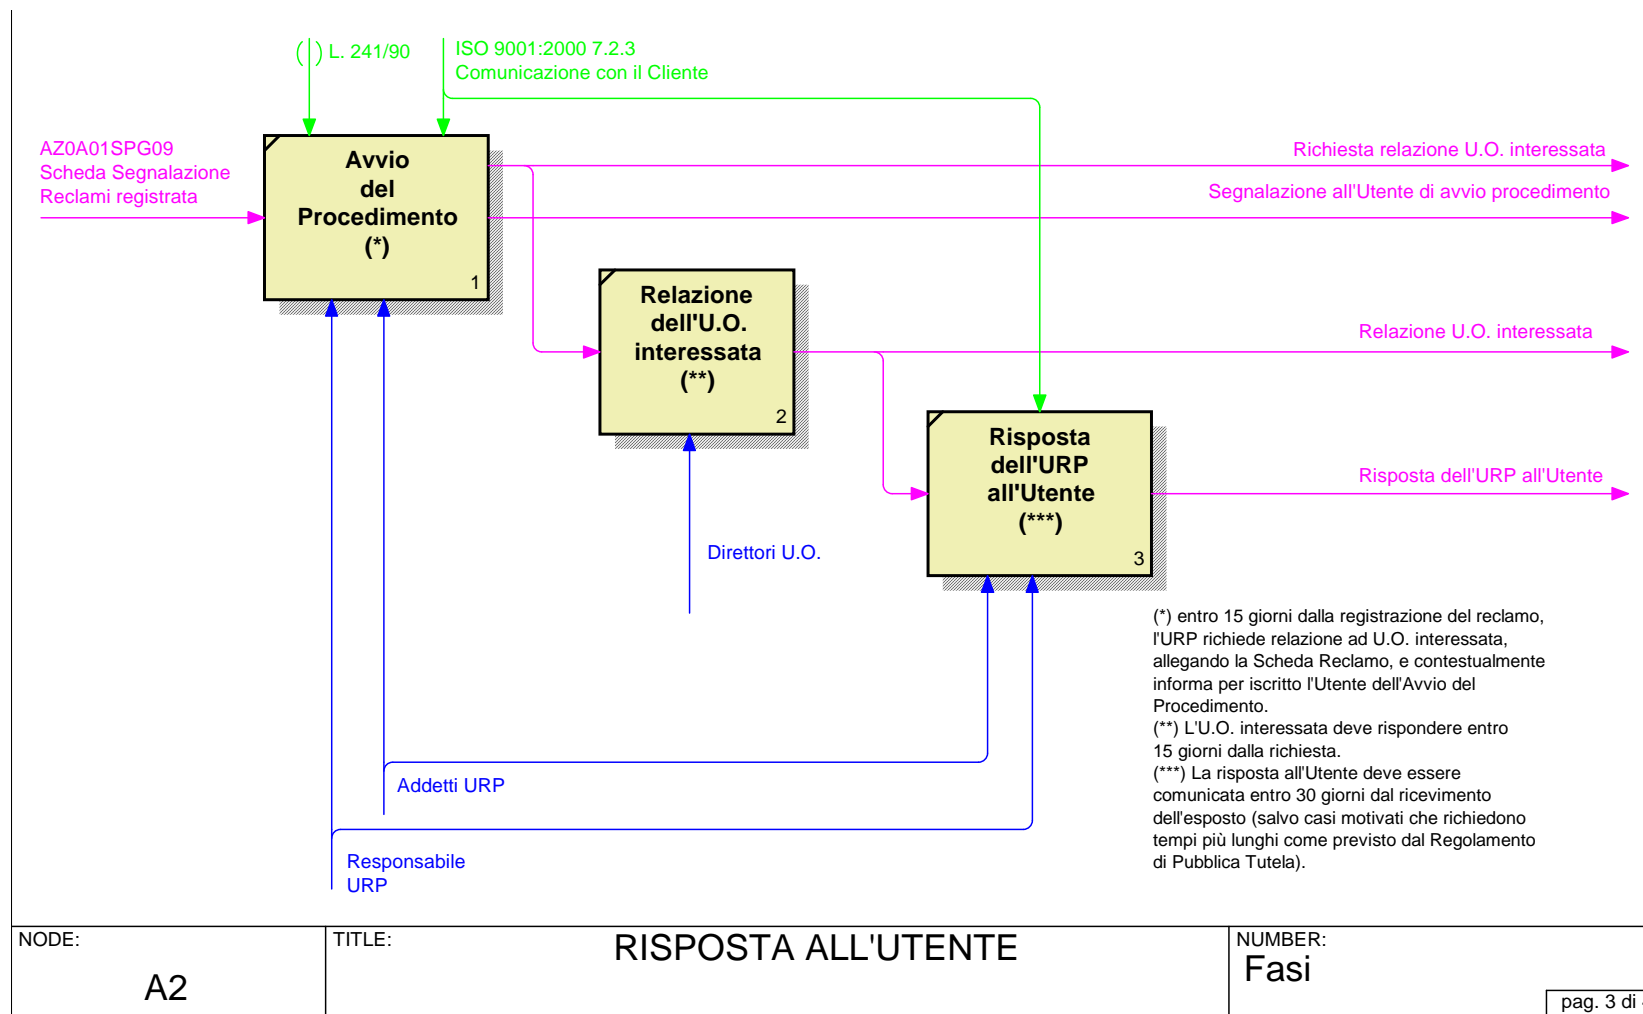 ( ) L. 241/90
ISO 9001:2000 7.2.3
Comunicazione con il Cliente
AZ0A01SPG09
Scheda Segnalazione
Reclami registrata
Avvio
del
Procedimento
(*)
1
Richiesta relazione U.O. interessata
Segnalazione all'Utente di avvio procedimento
Relazione
dell'U.O.
interessata
(**)
2
Relazione U.O. interessata
Risposta
dell'URP
all'Utente
(***)
3
Risposta dell'URP all'Utente
Direttori U.O.
Addetti URP
Responsabile
URP
(*) entro 15 giorni dalla registrazione del reclamo,
l'URP richiede relazione ad U.O. interessata,
allegando la Scheda Reclamo, e contestualmente
informa per iscritto l'Utente dell'Avvio del
Procedimento.
(**) L'U.O. interessata deve rispondere entro
15 giorni dalla richiesta.
(***) La risposta all'Utente deve essere
comunicata entro 30 giorni dal ricevimento
dell'esposto (salvo casi motivati che richiedono
tempi più lunghi come previsto dal Regolamento
di Pubblica Tutela).
NODE:
A2
TITLE:
RISPOSTA ALL'UTENTE
NUMBER:
Fasi
pag. 3 di